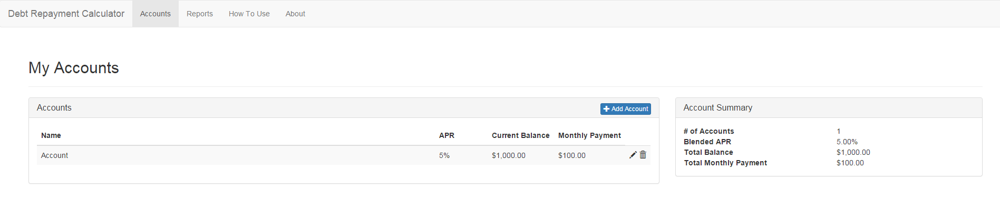 Debt Repayment Calculator Accounts Reports How To Use About
My Accounts
Accounts Add Account
Name APR Current Balance Monthly Payment
Account 5% $1,000.00 $100.00
Account Summary
# of Accounts 1
Blended APR 5.00%
Total Balance $1,000.00
Total Monthly Payment $100.00